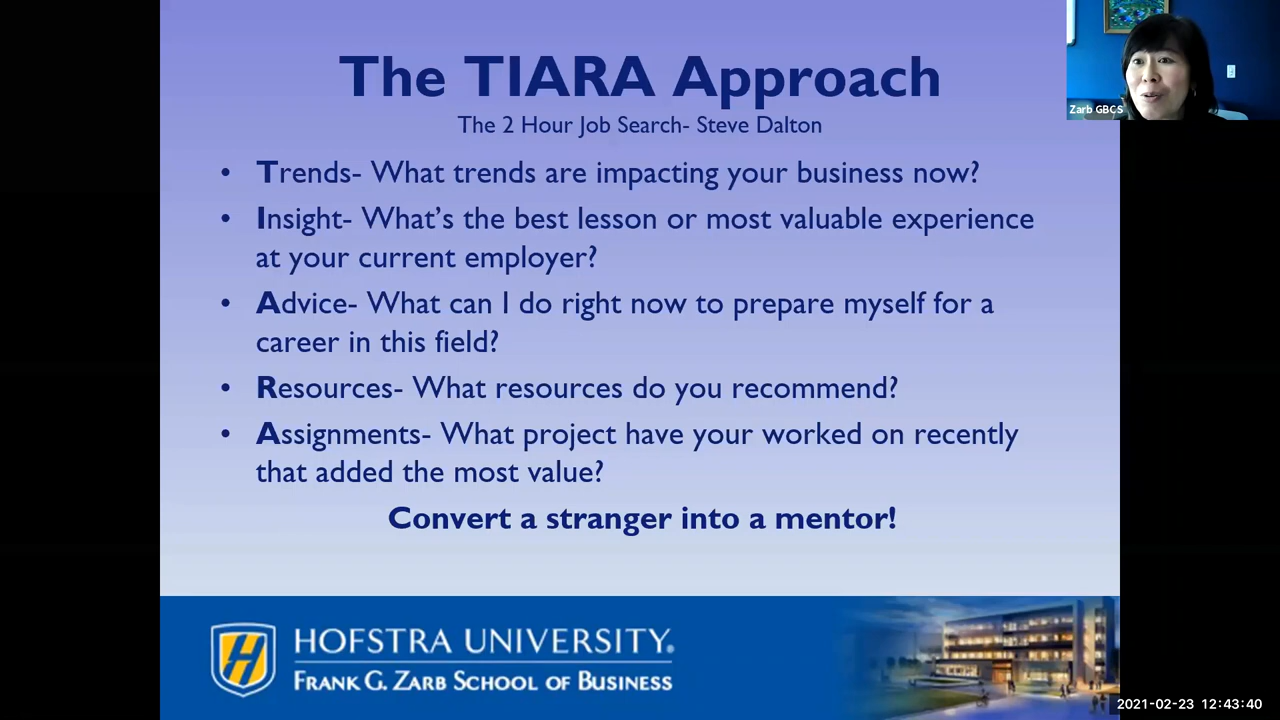 The TIARA Approach
The 2 Hour Job Search- Steve Dalton
• Trends- What trends are impacting your business now?
• Insight- What's the best lesson or most valuable experience
at your current employer?
• Advice- What can I do right now to prepare myself for a
career in this field?
• Resources- What resources do you recommend?
• Assignments- What project have your worked on recently
that added the most value?
Convert a stranger into a mentor!
Zarb GBCS
H
HOFSTRA UNIVERSITY®
FRANK G. ZARB SCHOOL OF BUSINESS
2021-02-23 12:43:40